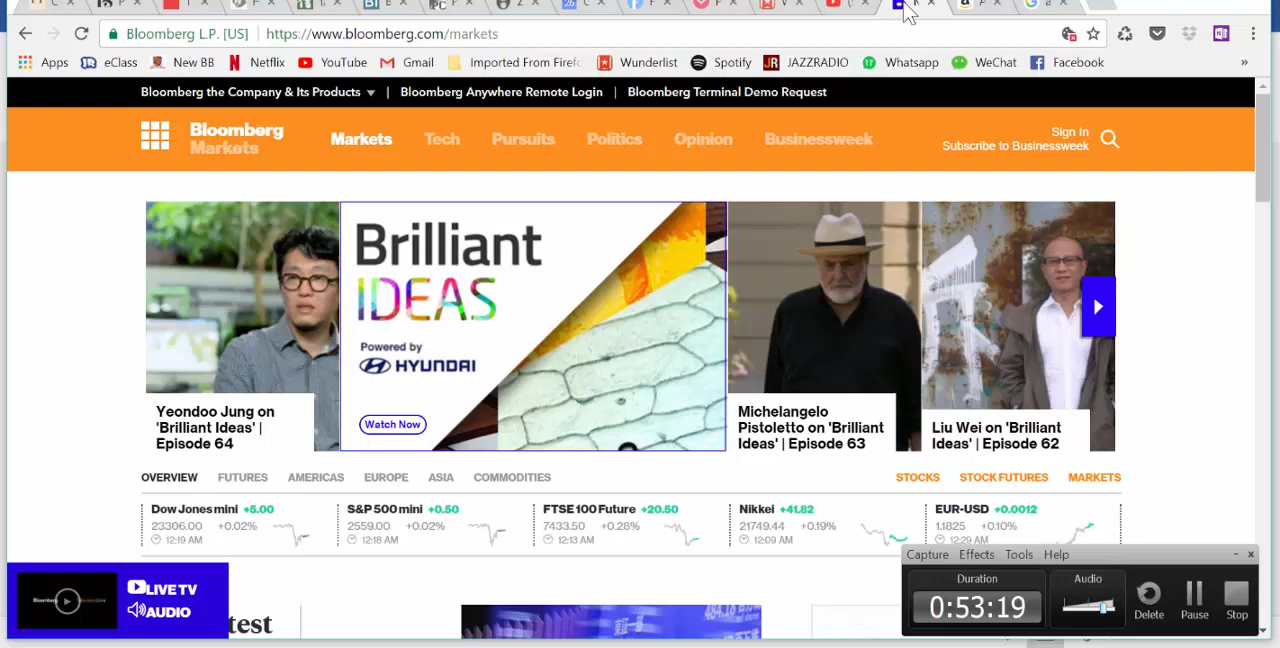 Bloomberg L.P. [US]
https://www.bloomberg.com/markets
Apps
eClass
New BB
Netflix
YouTube
Gmail
Imported From Firefo
Wunderlist
Spotify
JAZZRADIO
Whatsapp
WeChat
Facebook
»
Bloomberg the Company & Its Products
Bloomberg Anywhere Remote Login
Bloomberg Terminal Demo Request
Bloomberg
Markets
Markets
Tech
Pursuits
Politics
Opinion
Businessweek
Sign In
Subscribe to Businessweek
Brilliant
IDEAS
Powered by
HYUNDAI
Watch Now
Yeondoo Jung on
'Brilliant Ideas' |
Episode 64
Michelangelo
Pistoletto on 'Brilliant
Ideas' | Episode 63
Liu Wei on 'Brilliant
Ideas' | Episode 62
OVERVIEW
FUTURES
AMERICAS
EUROPE
ASIA
COMMODITIES
STOCKS
STOCK FUTURES
MARKETS
Dow Jones mini +5.00
23306.00 +0.02%
12:19 AM
S&P 500 mini +0.50
2559.00 +0.02%
12:18 AM
FTSE 100 Future +20.50
7433.50 +0.28%
12:13 AM
Nikkei +41.82
21749.44 +0.19%
12:09 AM
EUR-USD +0.0012
1.1825 +0.10%
12:29 AM
LIVE TV
AUDIO
test
Capture
Effects
Tools
Help
Duration
0:53:19
Audio
Delete
Pause
Stop